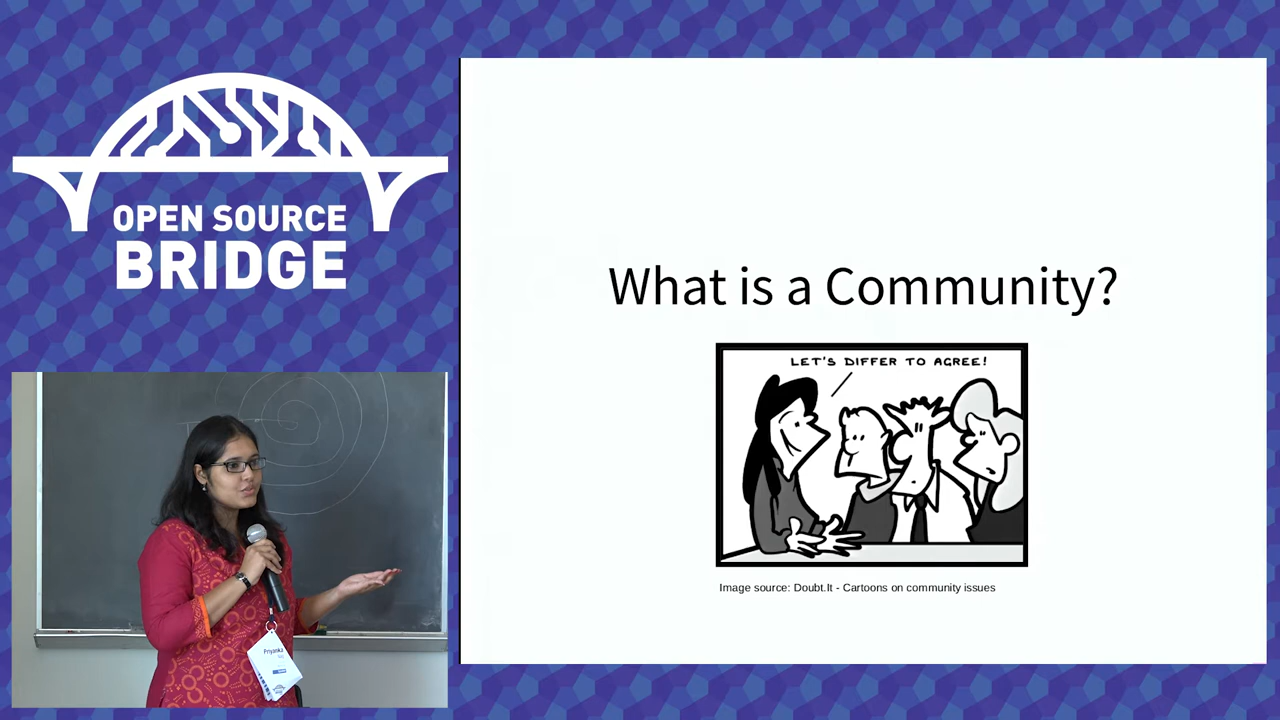 OPEN SOURCE
BRIDGE
What is a Community?
LET'S DIFFER TO AGREE!
Image source: Doubt.It - Cartoons on community issues
Priyanka